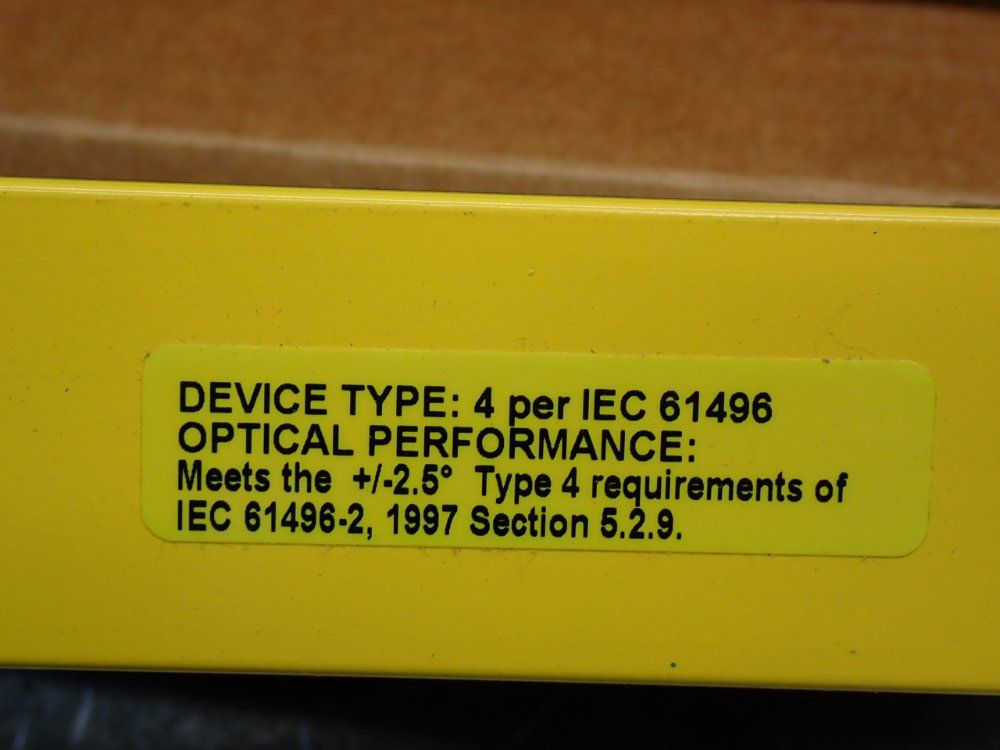 DEVICE TYPE: 4 per IEC 61496
OPTICAL PERFORMANCE:
Meets the +/-2.5° Type 4 requirements of
IEC 61496-2, 1997 Section 5.2.9.